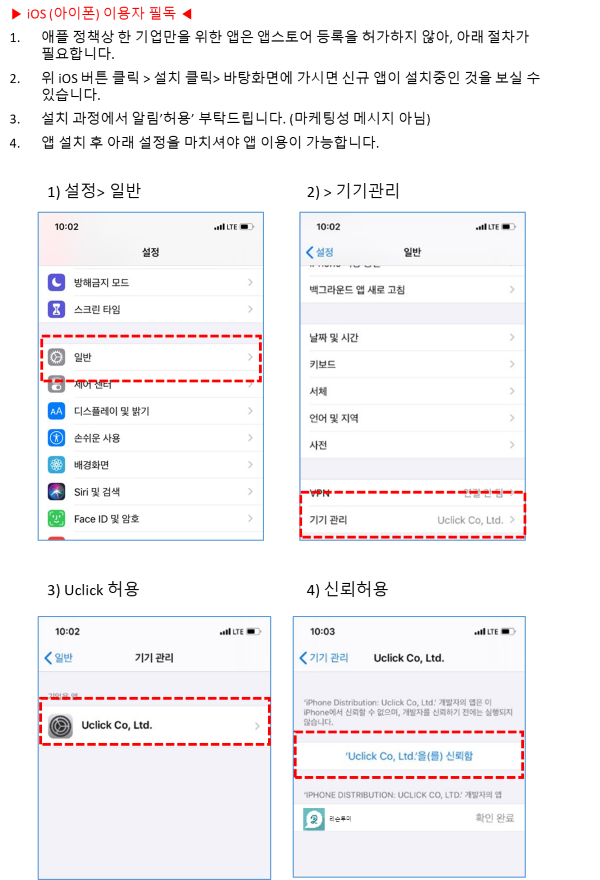 ▶ iOS (아이폰) 이용자 필독 ◀
1. 애플 정책상 한 기업만을 위한 앱은 앱스토어 등록을 허가하지 않아, 아래 절차가
필요합니다.
2. 위 iOS 버튼 클릭 > 설치 클릭> 바탕화면에 가시면 신규 앱이 설치중인 것을 보실 수
있습니다.
3. 설치 과정에서 알림‘허용’ 부탁드립니다. (마케팅성 메시지 아님)
4. 앱 설치 후 아래 설정을 마치셔야 앱 이용이 가능합니다.
1) 설정> 일반
10:02 LTE
설정
방해금지 모드
스크린 타임
일반
제어 센터
디스플레이 및 밝기
손쉬운 사용
배경화면
Siri 및 검색
Face ID 및 암호
2) > 기기관리
10:02 LTE
설정 일반
백그라운드 앱 새로 고침
날짜 및 시간
키보드
서체
언어 및 지역
사전
VPN 연결 안 됨
기기 관리 Uclick Co, Ltd.
3) Uclick 허용
10:02 LTE
일반 기기 관리
기업용 앱
Uclick Co, Ltd.
4) 신뢰허용
10:03 LTE
기기 관리 Uclick Co, Ltd.
'iPhone Distribution: Uclick Co, Ltd.' 개발자의 앱은 이
iPhone에서 신뢰할 수 없으며, 개발자를 신뢰하기 전에는 실행되지
않습니다.
'Uclick Co, Ltd.'을(를) 신뢰함
'IPHONE DISTRIBUTION: UCLICK CO, LTD.' 개발자의 앱
리슨투미 확인 완료